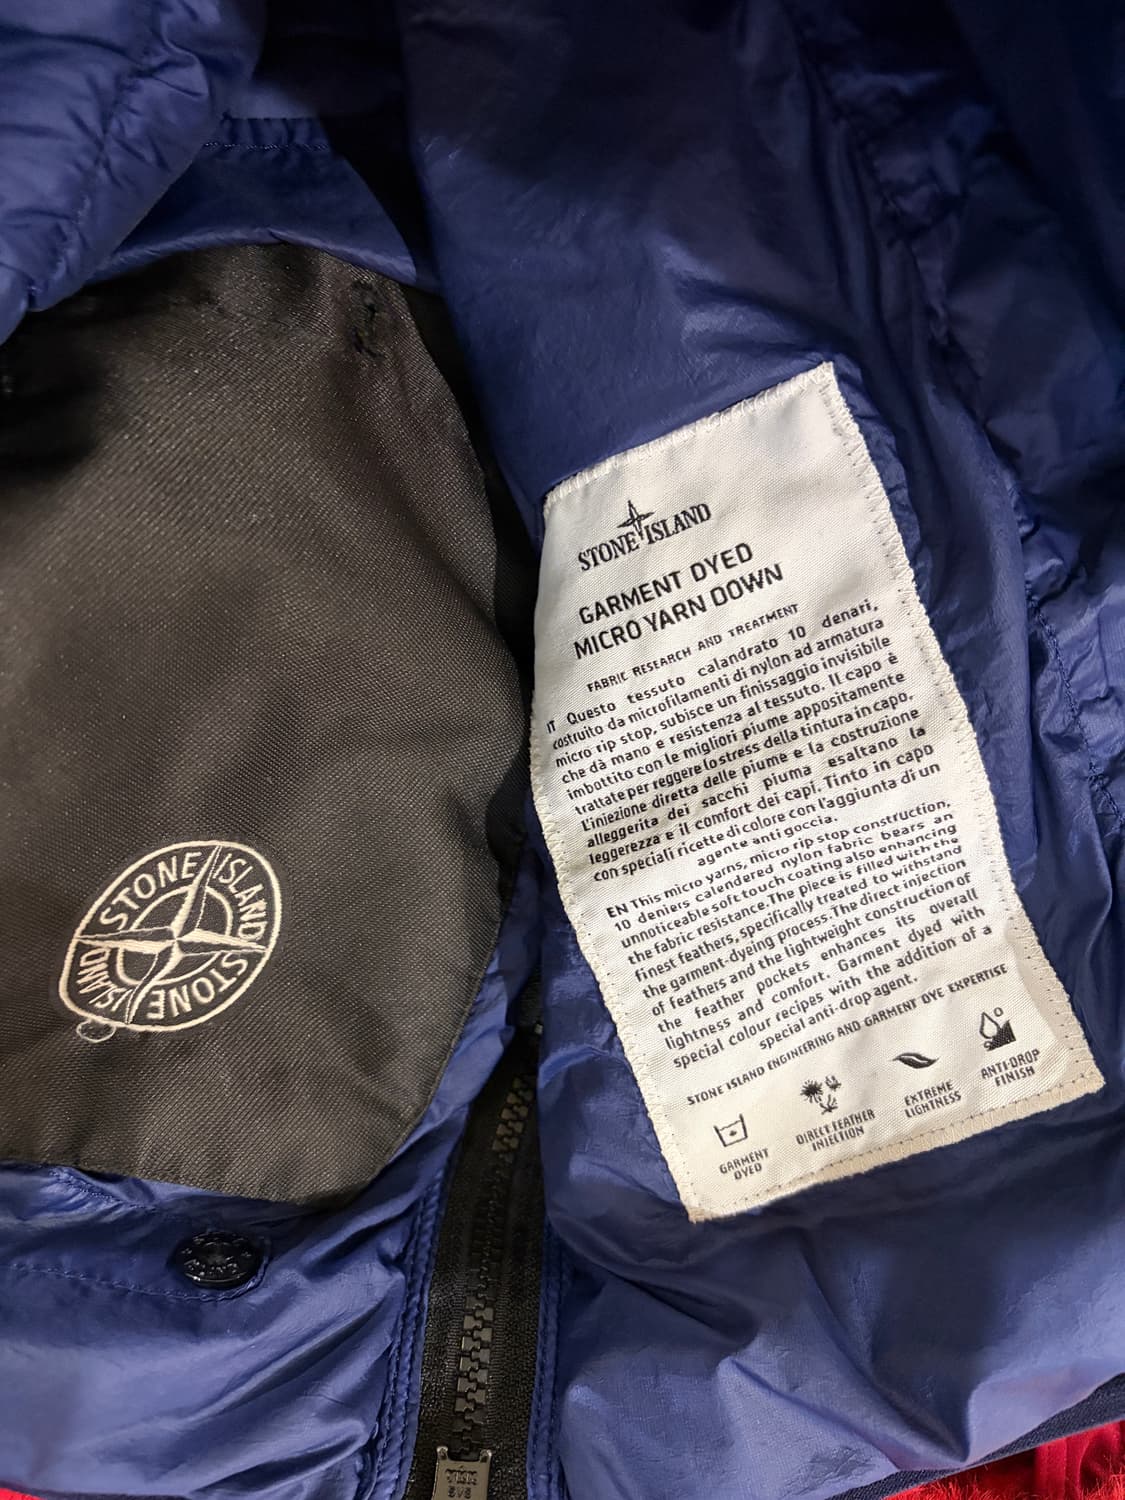 STONE ISLAND
STONE ISLAND
STONE ISLAND
GARMENT DYED
MICRO YARN DOWN
FABRIC RESEARCH AND TREATMENT
IT Questo tessuto calandrato 10 denari,
costruito da microfilamenti di nylon ad armatura
micro rip stop, subisce un finissaggio invisibile
che dà mano e resistenza al tessuto. Il capo è
imbottito con le migliori piume appositamente
trattate per reggere lo stress della tintura in capo.
L'iniezione diretta delle piume e la costruzione
alleggerita dei sacchi piuma esaltano la
leggerezza e il comfort dei capi. Tinto in capo
con speciali ricette di colore con l'aggiunta di un
agente anti goccia.
EN This micro yarns, micro rip stop construction,
10 deniers calendered nylon fabric bears an
unnoticeable soft touch coating also enhancing
the fabric resistance. The piece is filled with the
finest feathers, specifically treated to withstand
the garment-dyeing process. The direct injection
of feathers and the lightweight construction of
the feather pockets enhances its overall
lightness and comfort. Garment dyed with
special colour recipes with the addition of a
special anti-drop agent.
STONE ISLAND ENGINEERING AND GARMENT DYE EXPERTISE
GARMENT
DYED
DIRECT FEATHER
INJECTION
EXTREME
LIGHTNESS
ANTI-DROP
FINISH